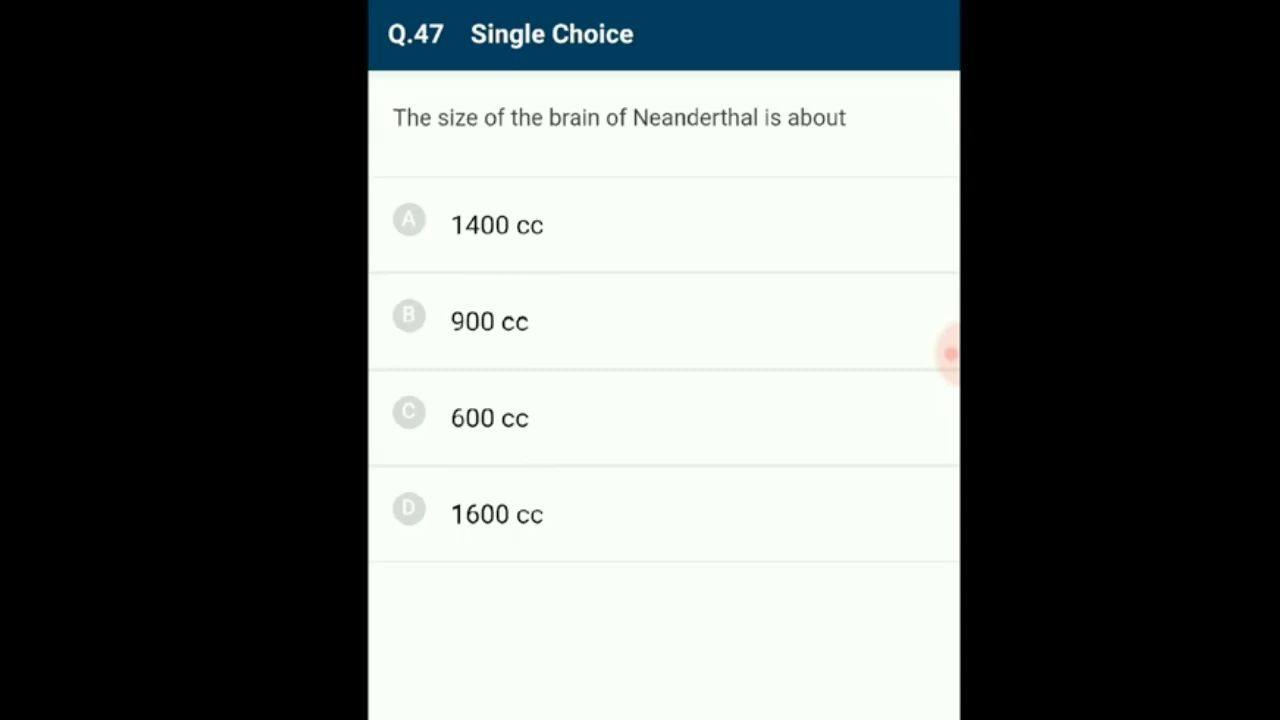 Q.47 Single Choice
The size of the brain of Neanderthal is about
A 1400 cc
B 900 cc
C 600 cc
D 1600 cc